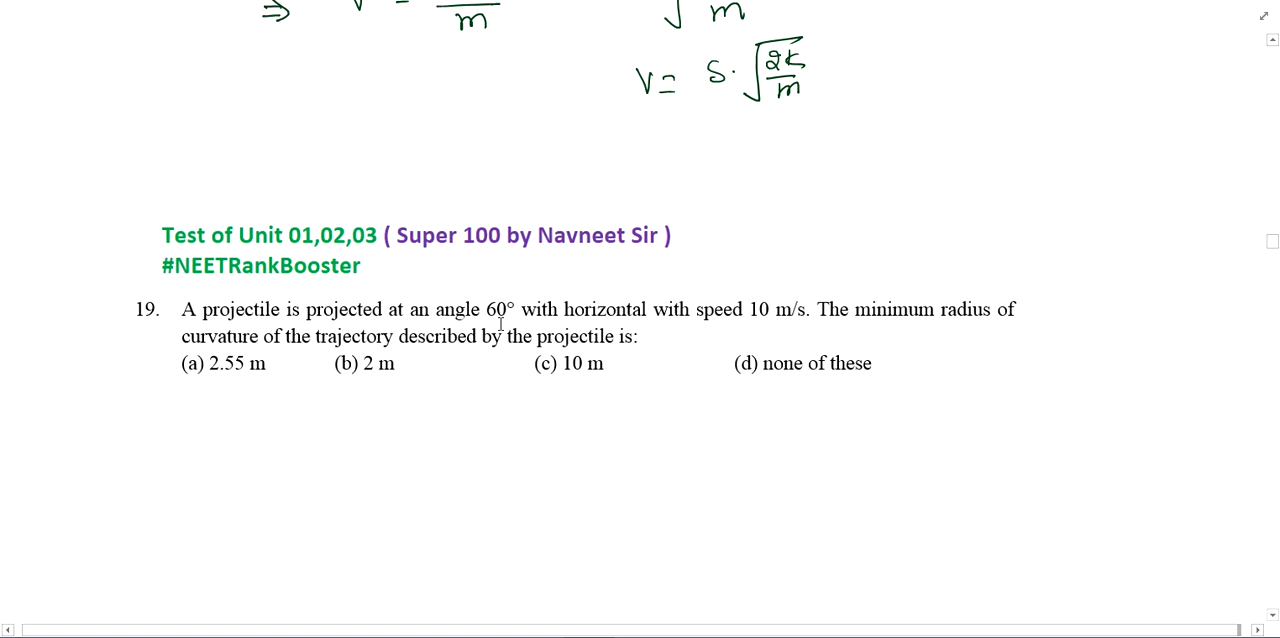 ⇒ V = m √ m
V = S. √2K/m
Test of Unit 01,02,03 ( Super 100 by Navneet Sir )
#NEETRankBooster
19. A projectile is projected at an angle 60° with horizontal with speed 10 m/s. The minimum radius of
curvature of the trajectory described by the projectile is:
(a) 2.55 m (b) 2 m (c) 10 m (d) none of these